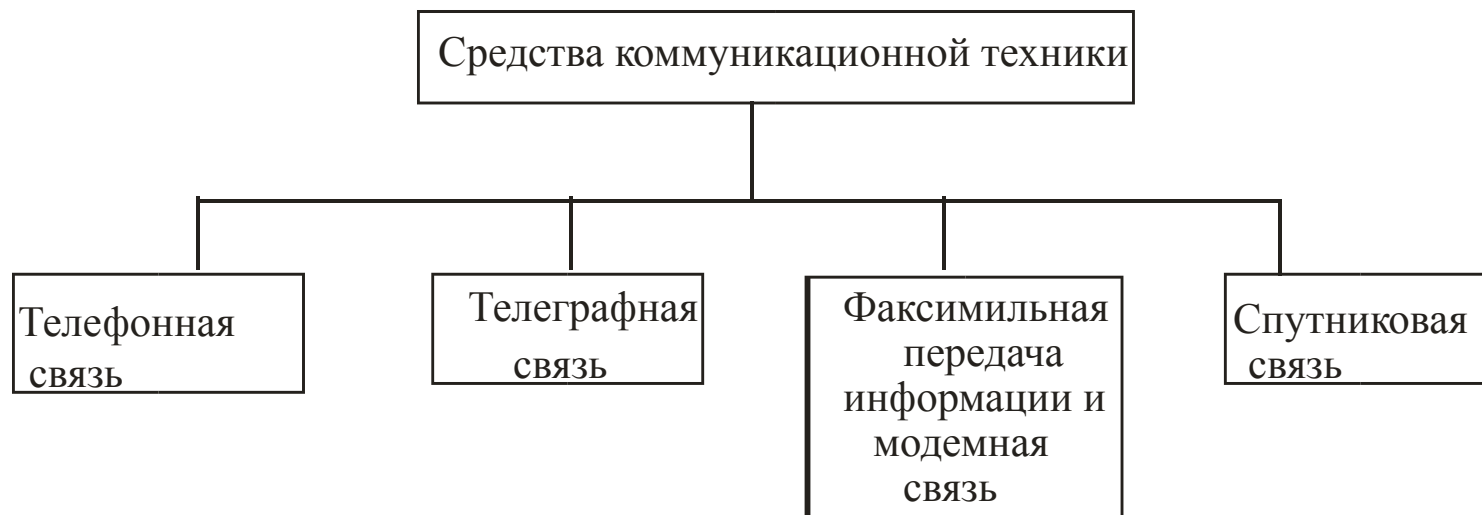 Средства коммуникационной техники
Телефонная
связь
Телеграфная
связь
Факсимильная
передача
информации и
модемная
связь
Спутниковая
связь